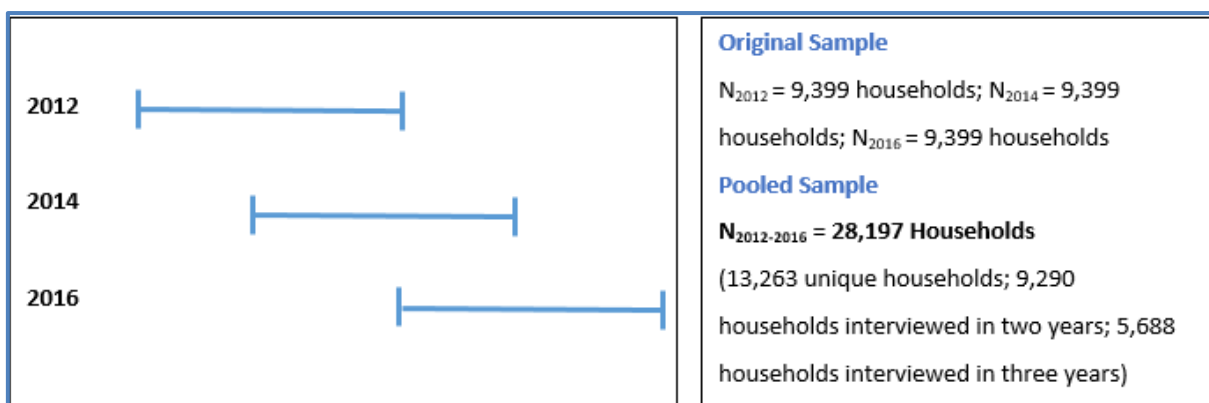 2012
2014
2016
Original Sample
N2012 = 9,399 households; N2014 = 9,399
households; N2016 = 9,399 households
Pooled Sample
N2012-2016 = 28,197 Households
(13,263 unique households; 9,290
households interviewed in two years; 5,688
households interviewed in three years)